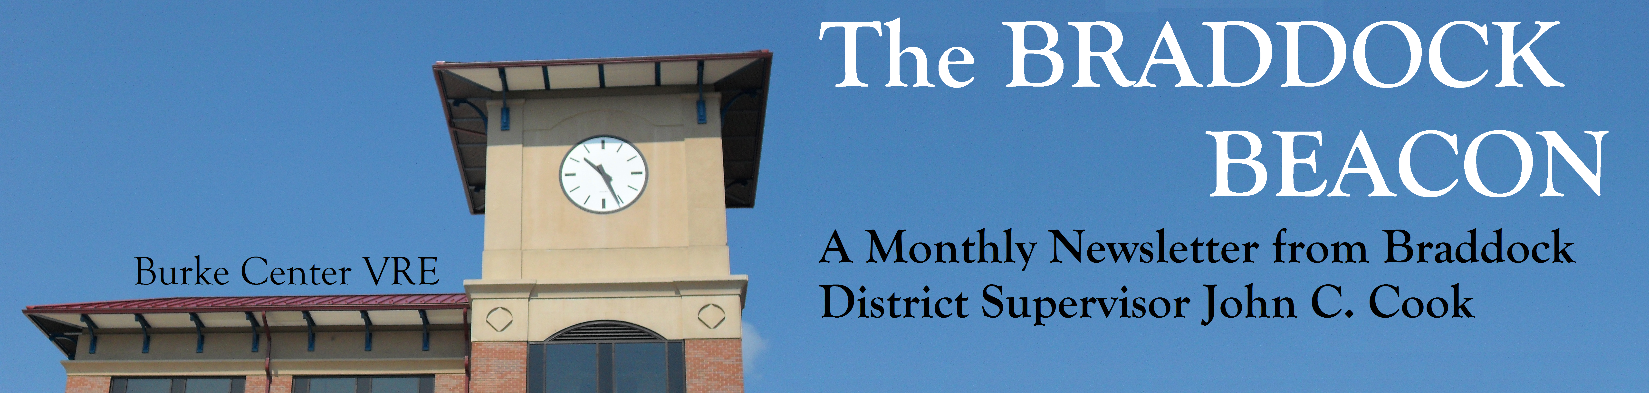 The BRADDOCK
BEACON
A Monthly Newsletter from Braddock
District Supervisor John C. Cook
Burke Center VRE